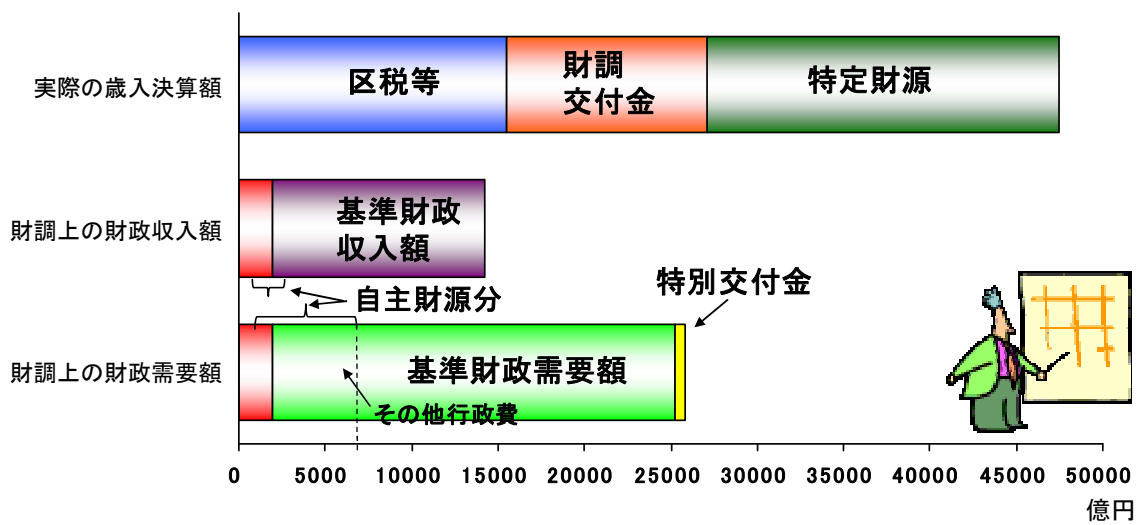 実際の歳入決算額
区税等
財調
交付金
特定財源
財調上の財政収入額
基準財政
収入額
自主財源分
特別交付金
財調上の財政需要額
基準財政需要額
その他行政費
0 5000 10000 15000 20000 25000 30000 35000 40000 45000 50000
億円